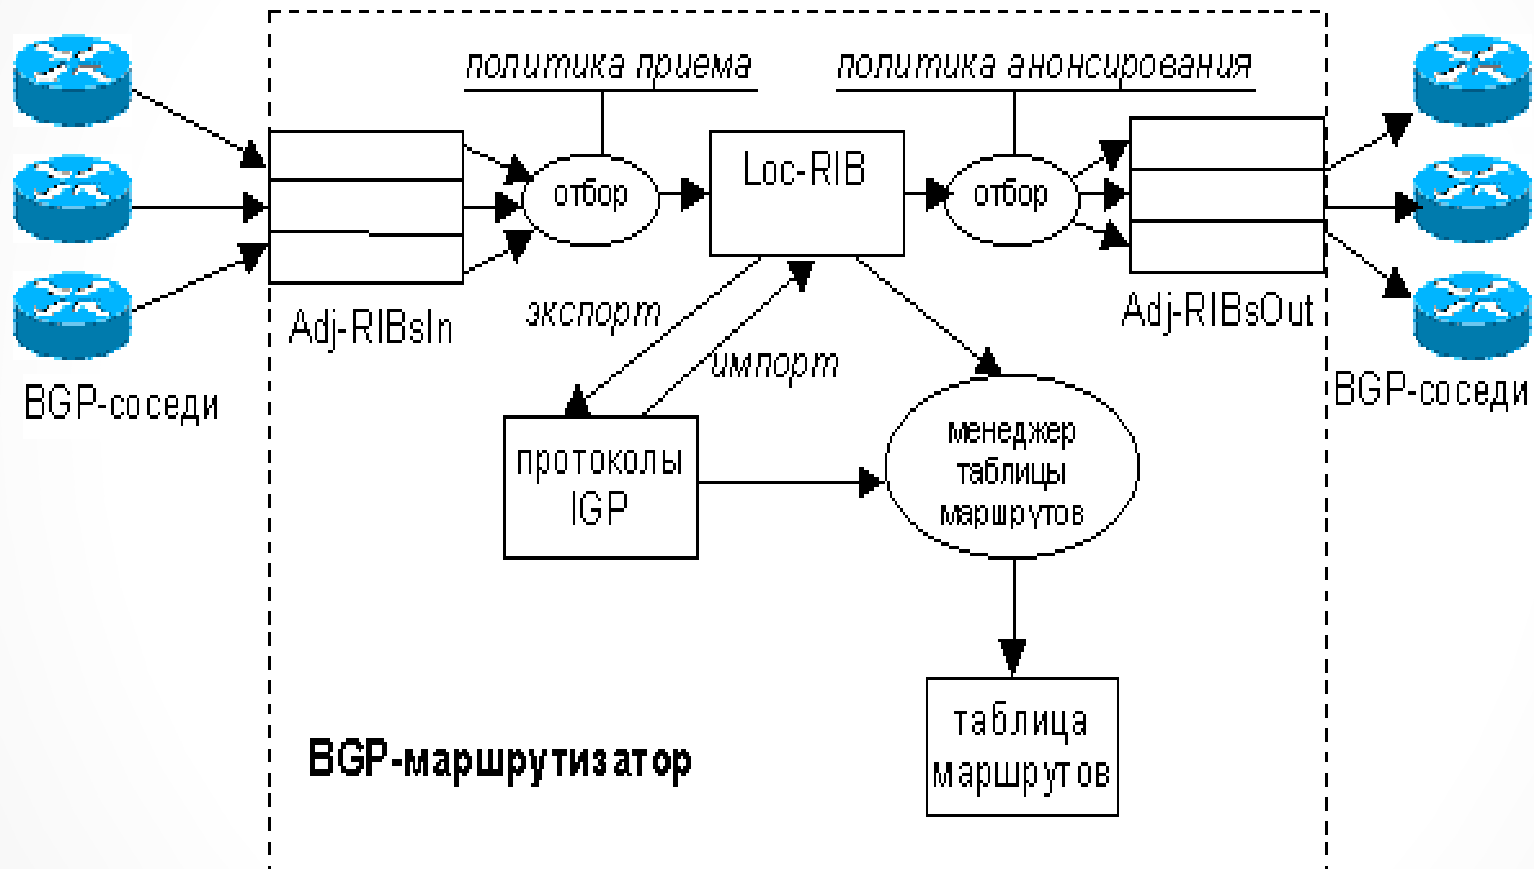 политика приема
политика анонсирования
отбор
Loc-RIB
отбор
Adj-RIBsIn
экспорт
импорт
Adj-RIBsOut
BGP-соседи
BGP-соседи
протоколы
IGP
менеджер
таблицы
маршрутов
таблица
маршрутов
BGP-маршрутизатор